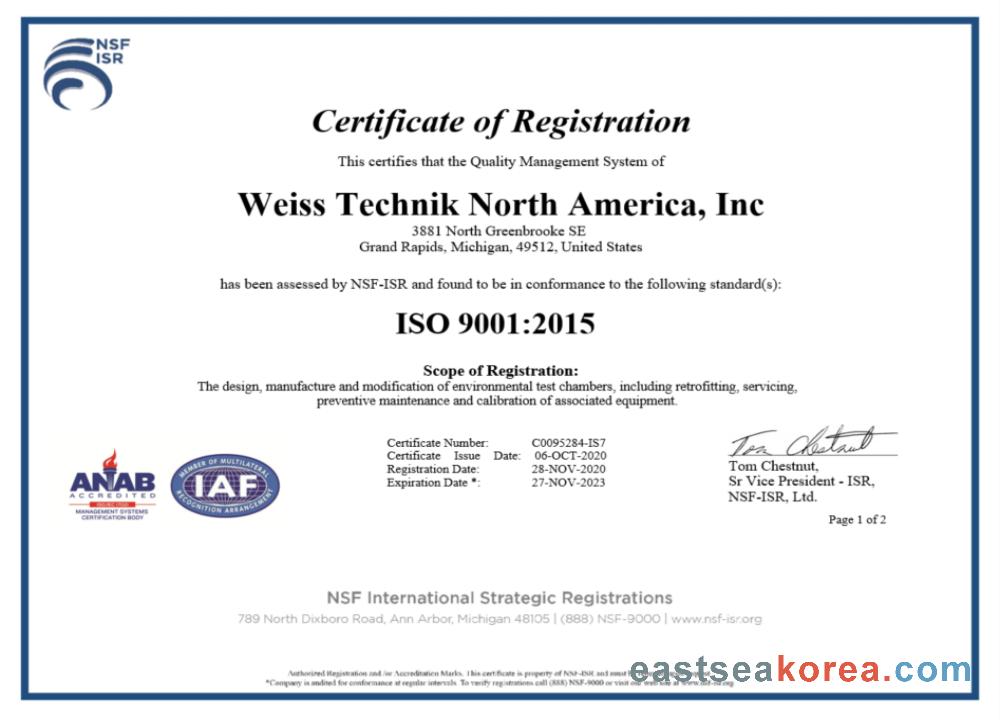 NSF
ISR
Certificate of Registration
This certifies that the Quality Management System of
Weiss Technik North America, Inc
3881 North Greenbrooke SE
Grand Rapids, Michigan, 49512, United States
has been assessed by NSF-ISR and found to be in conformance to the following standard(s):
ISO 9001:2015
Scope of Registration:
The design, manufacture and modification of environmental test chambers, including retrofitting, servicing,
preventive maintenance and calibration of associated equipment.
Certificate Number: C0095284-IS7
Certificate Issue Date: 06-OCT-2020
Registration Date: 28-NOV-2020
Expiration Date *: 27-NOV-2023
Tom Chestnut
Tom Chestnut,
Sr Vice President - ISR,
NSF-ISR, Ltd.
ANAB
ACCREDITED
MANAGEMENT SYSTEMS
CERTIFICATION BODY
MEMBER OF MULTILATERAL
IAF
RECOGNITION ARRANGEMENT
Page 1 of 2
NSF International Strategic Registrations
789 North Dixboro Road, Ann Arbor, Michigan 48105 | (888) NSF-9000 | www.nsf-isr.org
Authorized Registration and /or Accreditation Marks. This certificate is property of NSF-ISR and must
*Company is audited for conformance at regular intervals. To verify registrations call (888) NSF-9000 or visit our web site at www.nsf-isr.org
eastseakorea.com